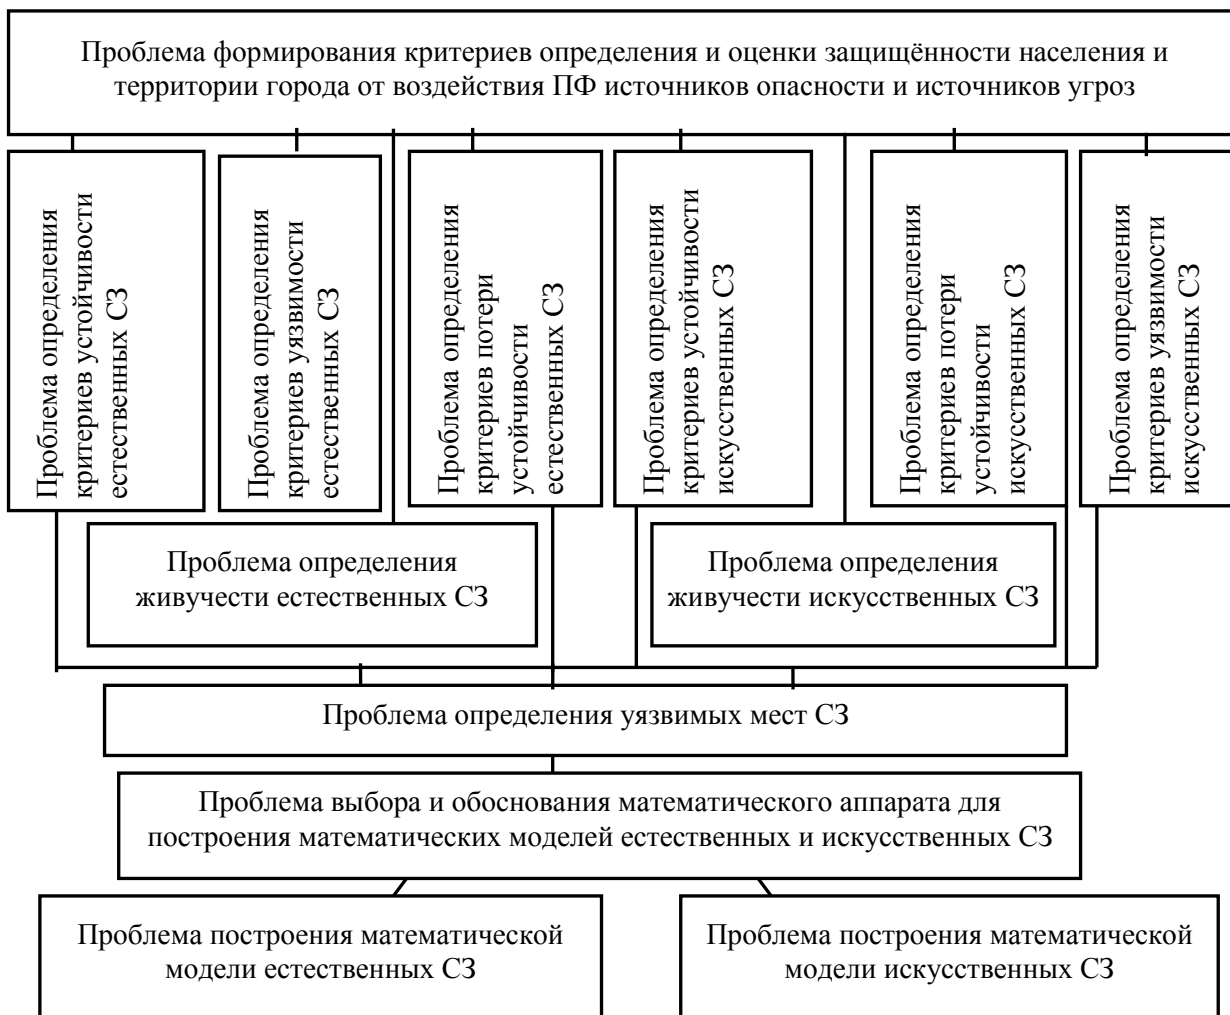 Проблема формирования критериев определения и оценки защищённости населения и
территории города от воздействия ПФ источников опасности и источников угроз
Проблема определения
критериев устойчивости
естественных СЗ
Проблема определения
критериев уязвимости
естественных СЗ
Проблема определения
критериев потери
устойчивости
естественных СЗ
Проблема определения
критериев устойчивости
искусственных СЗ
Проблема определения
критериев потери
устойчивости
искусственных СЗ
Проблема определения
критериев уязвимости
искусственных СЗ
Проблема определения
живучести естественных СЗ
Проблема определения
живучести искусственных СЗ
Проблема определения уязвимых мест СЗ
Проблема выбора и обоснования математического аппарата для
построения математических моделей естественных и искусственных СЗ
Проблема построения математической
модели естественных СЗ
Проблема построения математической
модели искусственных СЗ